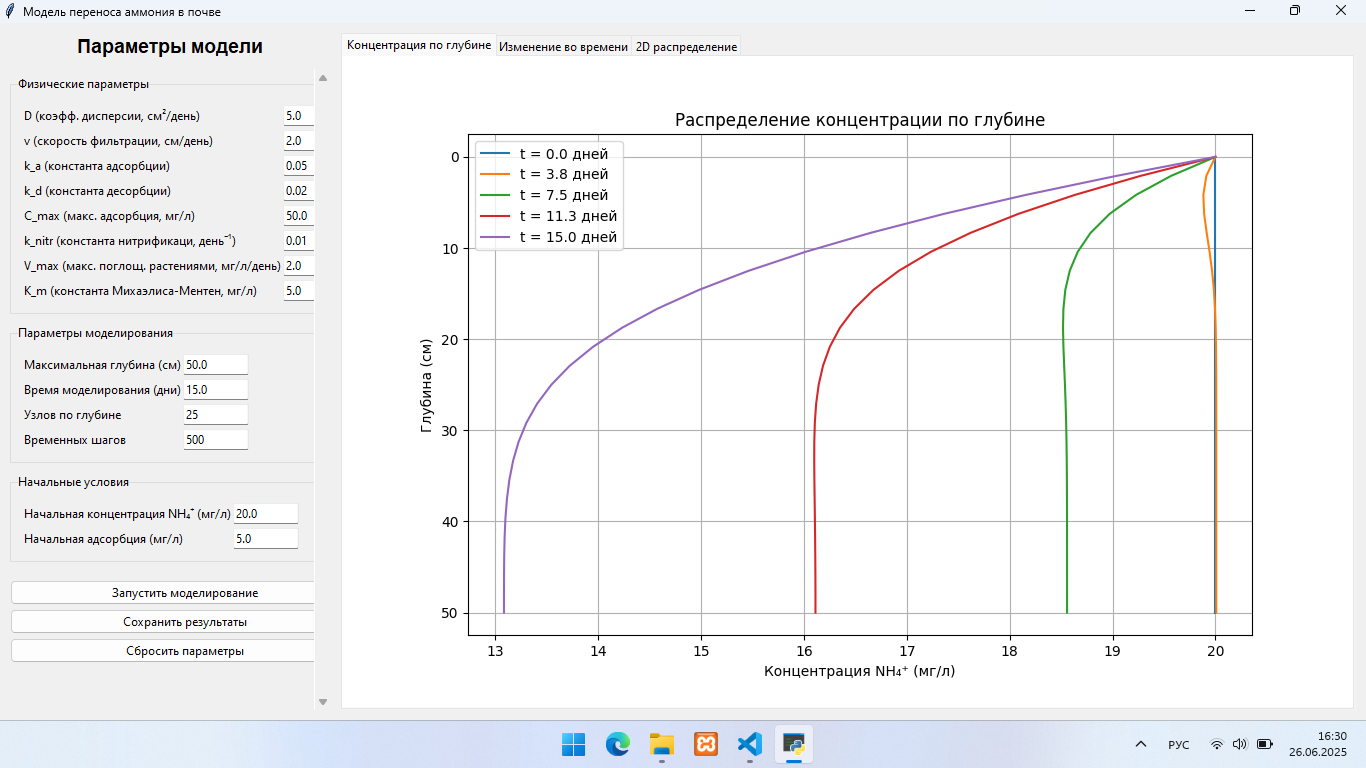 Модель переноса аммония в почве
Параметры модели
Физические параметры
D (коэфф. дисперсии, см²/день) 5.0
v (скорость фильтрации, см/день) 2.0
k_a (константа адсорбции) 0.05
k_d (константа десорбции) 0.02
C_max (макс. адсорбция, мг/л) 50.0
k_nitr (константа нитрификаци, день⁻¹) 0.01
V_max (макс. поглощ. растениями, мг/л/день) 2.0
K_m (константа Михаэлиса-Ментен, мг/л) 5.0
Параметры моделирования
Максимальная глубина (см) 50.0
Время моделирования (дни) 15.0
Узлов по глубине 25
Временных шагов 500
Начальные условия
Начальная концентрация NH₄⁺ (мг/л) 20.0
Начальная адсорбция (мг/л) 5.0
Запустить моделирование
Сохранить результаты
Сбросить параметры
Концентрация по глубине Изменение во времени 2D распределение
Распределение концентрации по глубине
t = 0.0 дней
t = 3.8 дней
t = 7.5 дней
t = 11.3 дней
t = 15.0 дней
Глубина (см)
0
10
20
30
40
50
13 14 15 16 17 18 19 20
Концентрация NH₄⁺ (мг/л)
РУС
16:30
26.06.2025